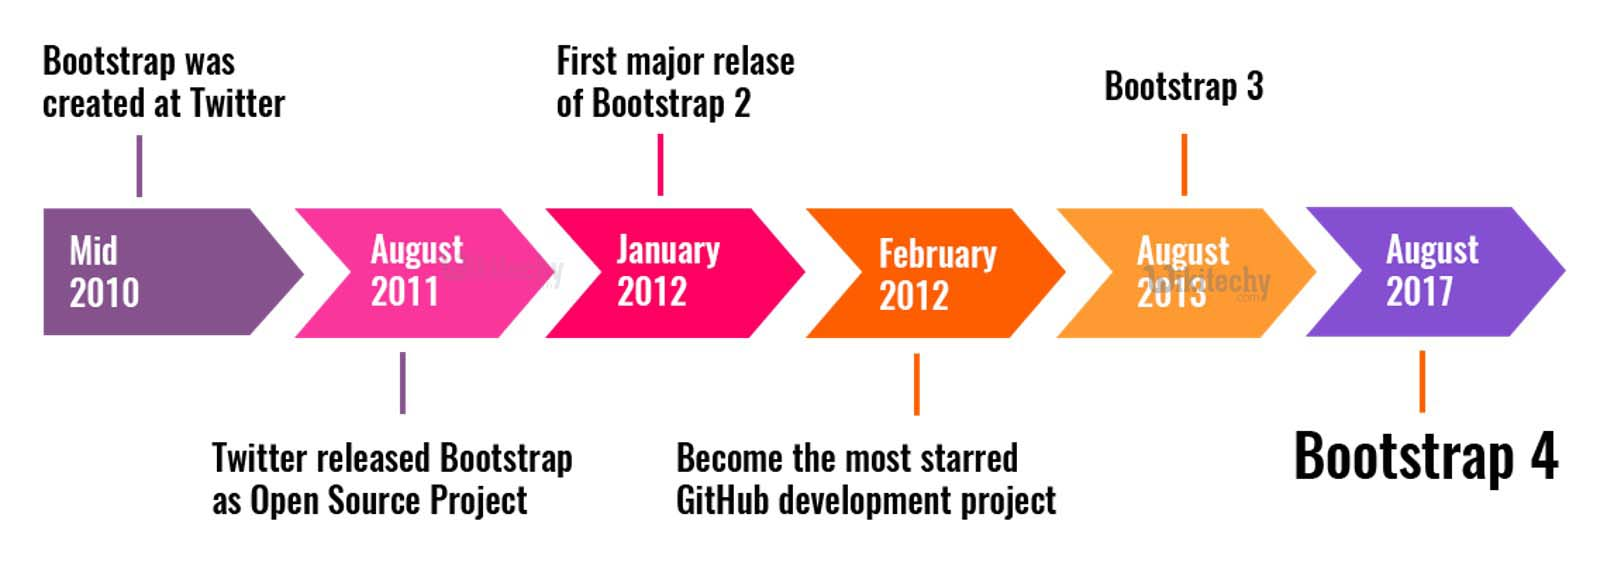 Bootstrap was
created at Twitter
First major relase
of Bootstrap 2
Bootstrap 3
Mid
2010
August
2011
January
2012
February
2012
August
2013
Wikitechy
.com
August
2017
Twitter released Bootstrap
as Open Source Project
Become the most starred
GitHub development project
Bootstrap 4